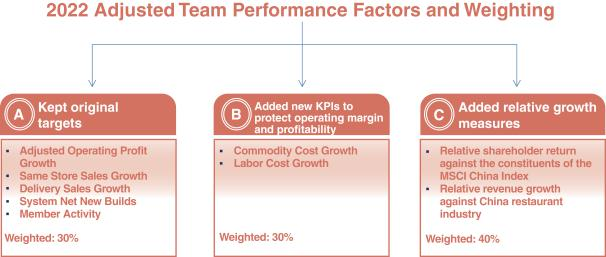 2022 Adjusted Team Performance Factors and Weighting
A
Kept original
targets
▪ Adjusted Operating Profit
Growth
▪ Same Store Sales Growth
▪ Delivery Sales Growth
▪ System Net New Builds
▪ Member Activity
Weighted: 30%
B
Added new KPIs to
protect operating margin
and profitability
▪ Commodity Cost Growth
▪ Labor Cost Growth
Weighted: 30%
C
Added relative growth
measures
▪ Relative shareholder return
against the constituents of the
MSCI China Index
▪ Relative revenue growth
against China restaurant
industry
Weighted: 40%